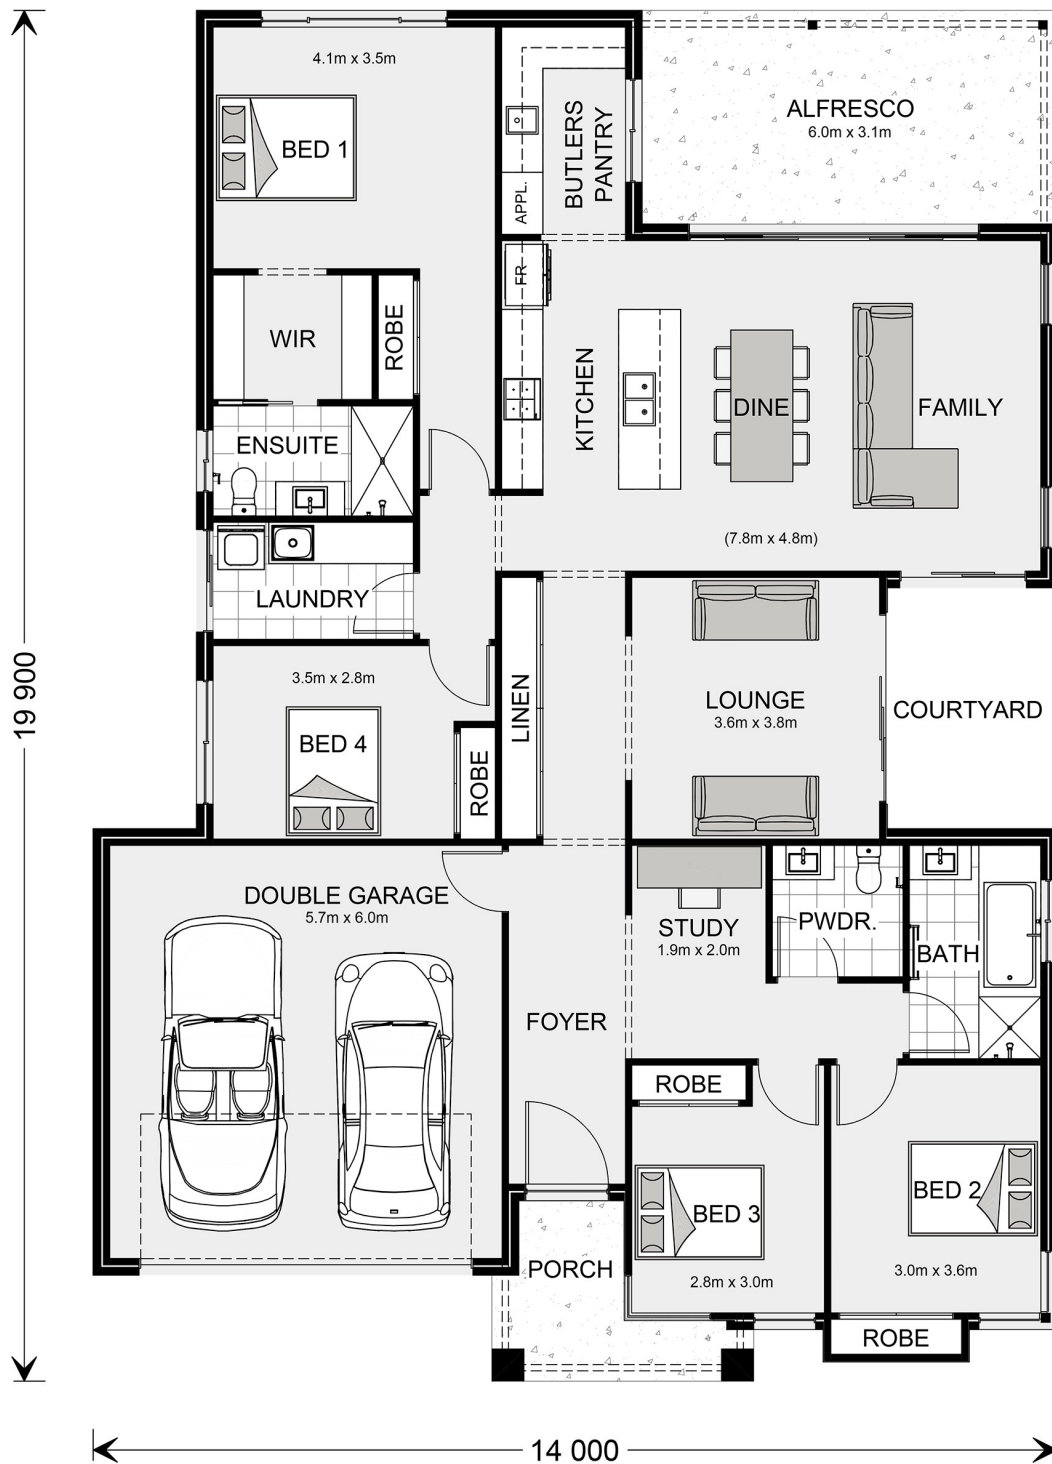 4.1m x 3.5m
BED 1
BUTLERS
PANTRY
APPL.
ALFRESCO
6.0m x 3.1m
FR
WIR
ROBE
KITCHEN
DINE
FAMILY
ENSUITE
(7.8m x 4.8m)
LAUNDRY
19 900
3.5m x 2.8m
BED 4
ROBE
LINEN
LOUNGE
3.6m x 3.8m
COURTYARD
DOUBLE GARAGE
5.7m x 6.0m
STUDY
1.9m x 2.0m
PWDR.
BATH
FOYER
ROBE
BED 3
2.8m x 3.0m
BED 2
3.0m x 3.6m
PORCH
ROBE
14 000